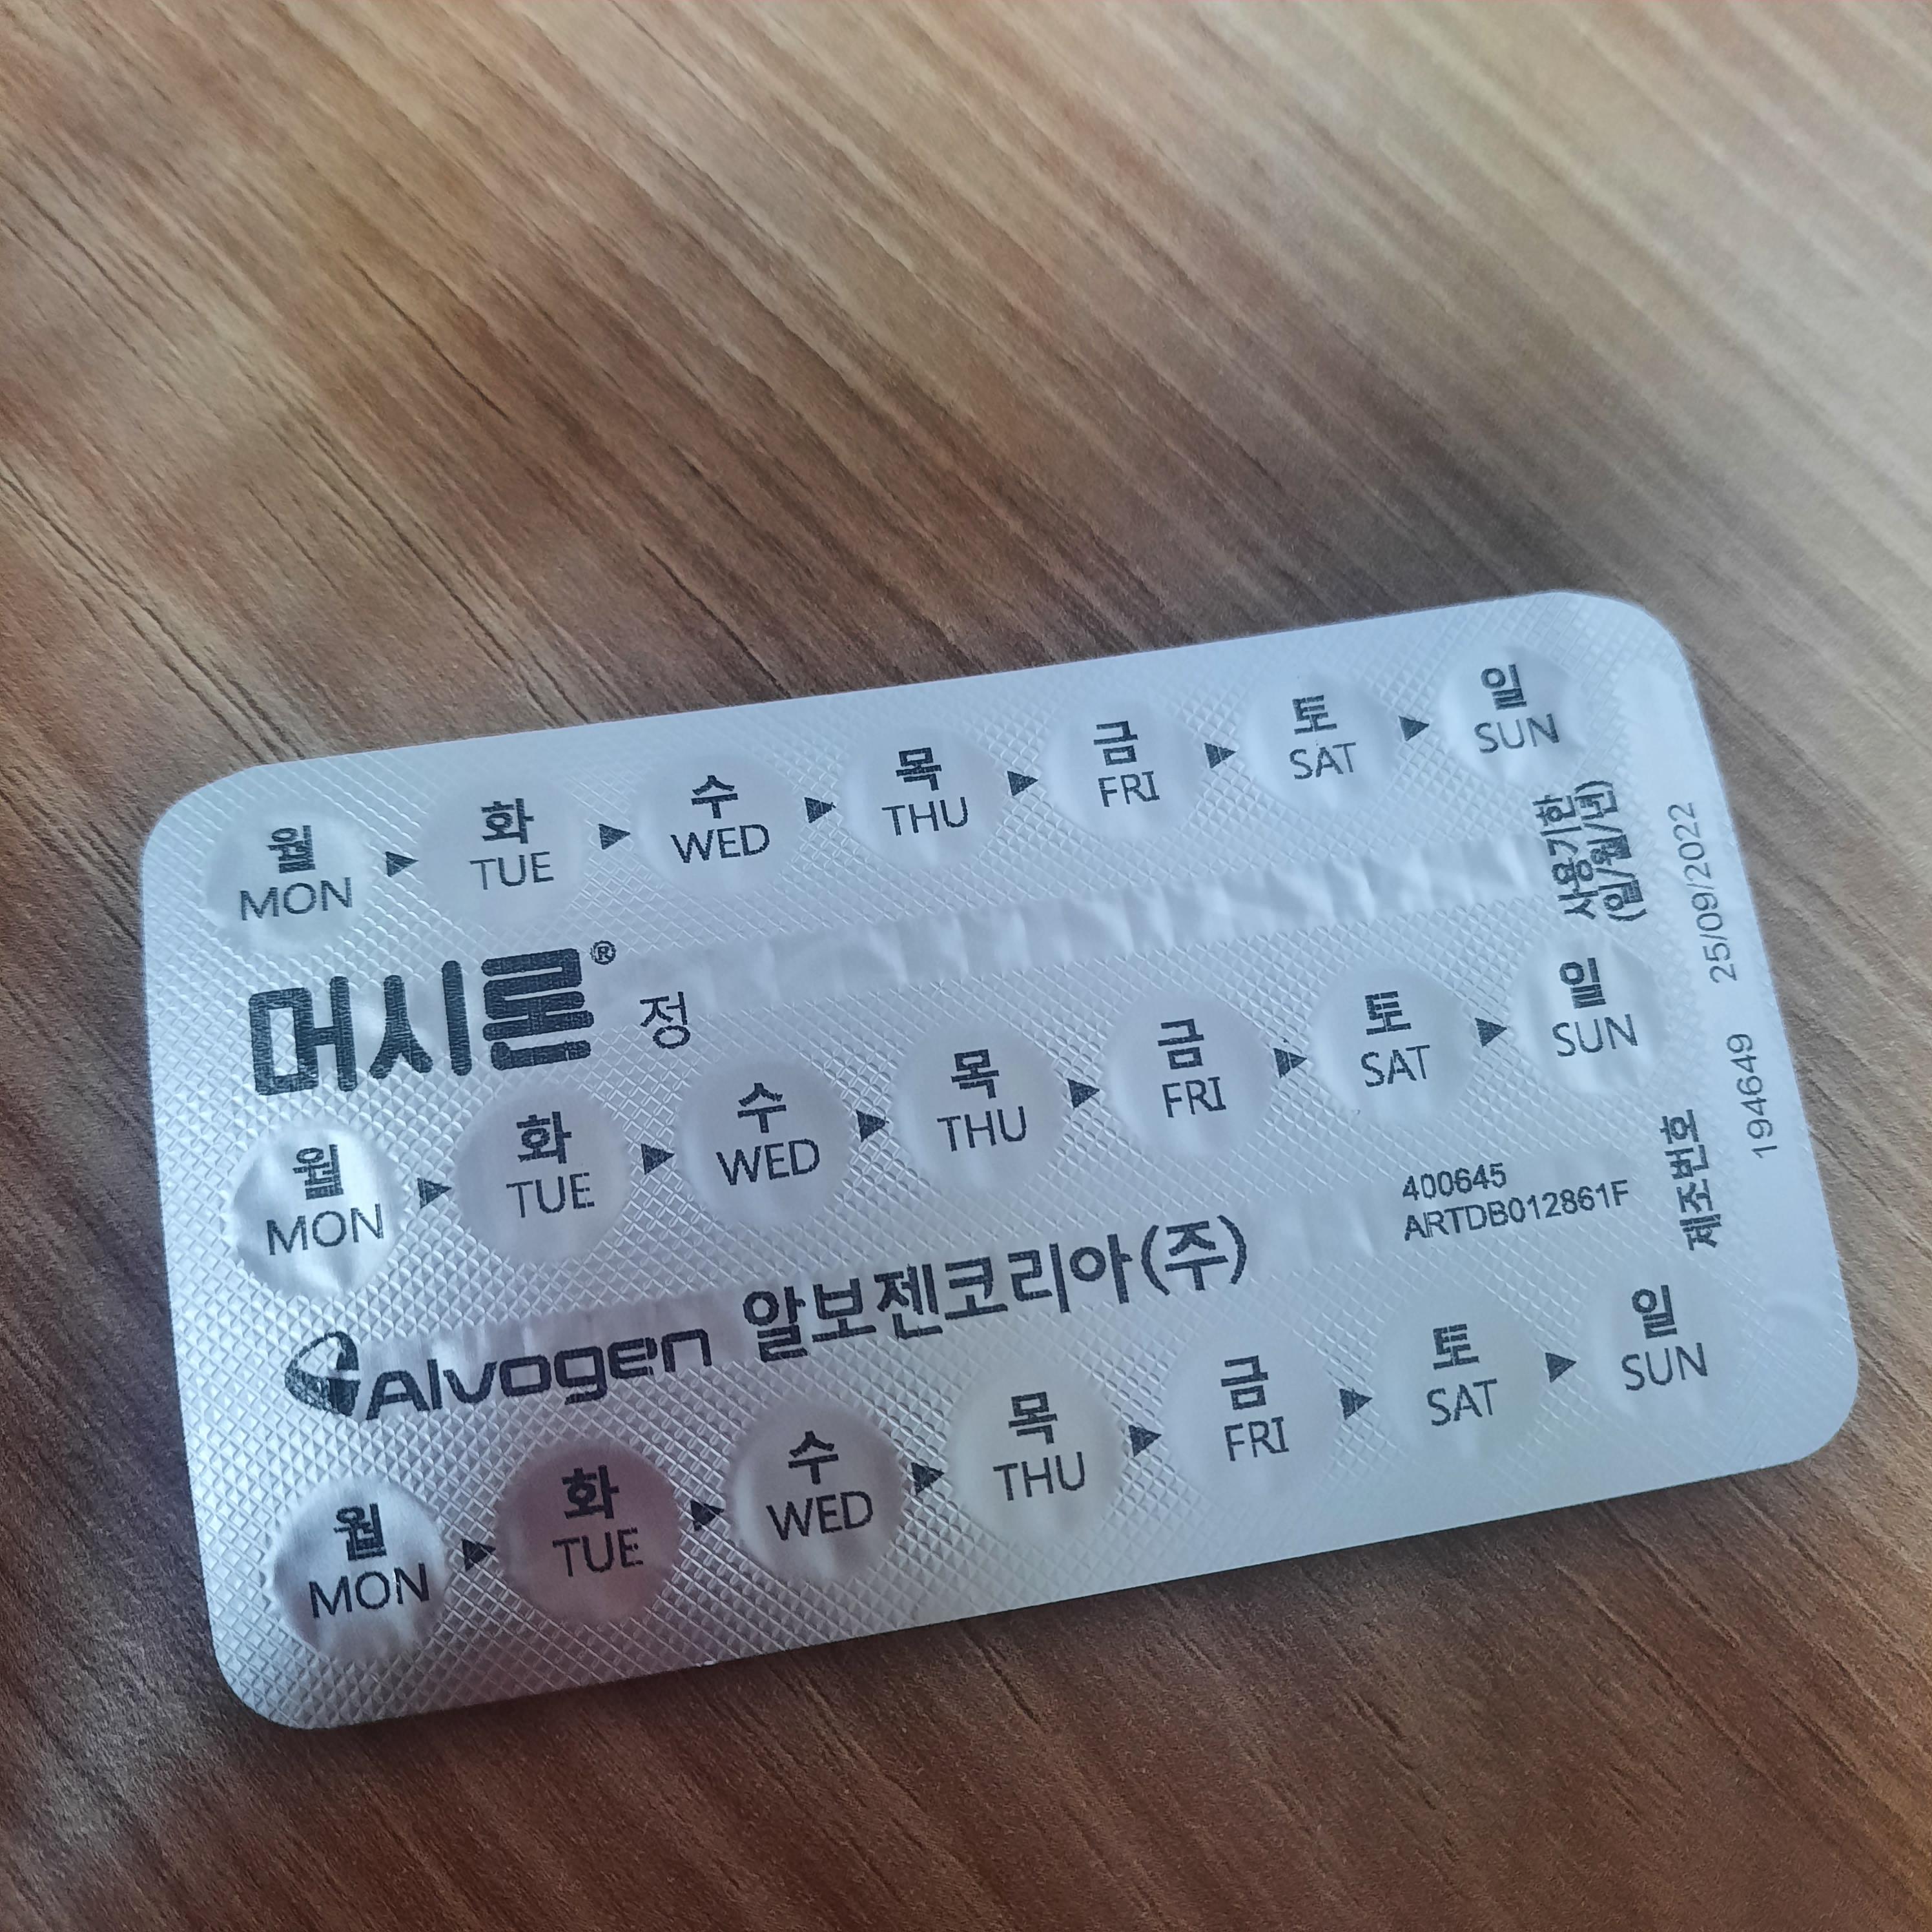 월 ▶ 화 ▶ 수 ▶ 목 ▶ 금 ▶ 토 ▶ 일
MON TUE WED THU FRI SAT SUN
머시론® 정
사용기한
(일/월/년)
25/09/2022
월 ▶ 화 ▶ 수 ▶ 목 ▶ 금 ▶ 토 ▶ 일
MON TUE WED THU FRI SAT SUN
400645
ARTDB012861F
제조번호
194649
Alvogen 알보젠코리아(주)
월 ▶ 화 ▶ 수 ▶ 목 ▶ 금 ▶ 토 ▶ 일
MON TUE WED THU FRI SAT SUN